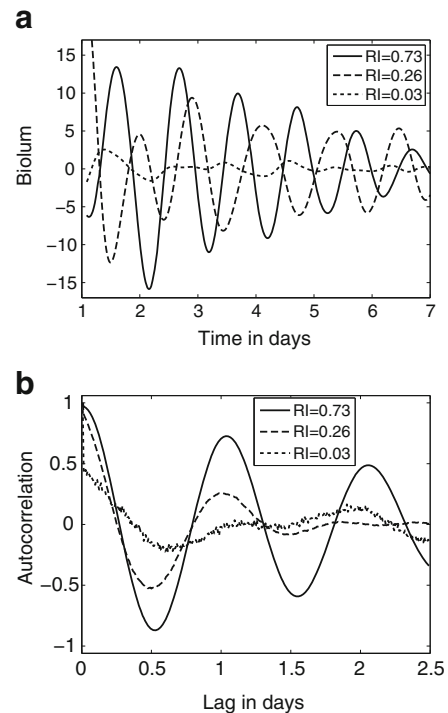 a
15
10
5
0
-5
-10
-15
Biolum
RI=0.73
RI=0.26
RI=0.03
1
2
3
4
5
6
7
Time in days
b
1
0.5
0
-0.5
-1
Autocorrelation
RI=0.73
RI=0.26
RI=0.03
0
0.5
1
1.5
2
2.5
Lag in days